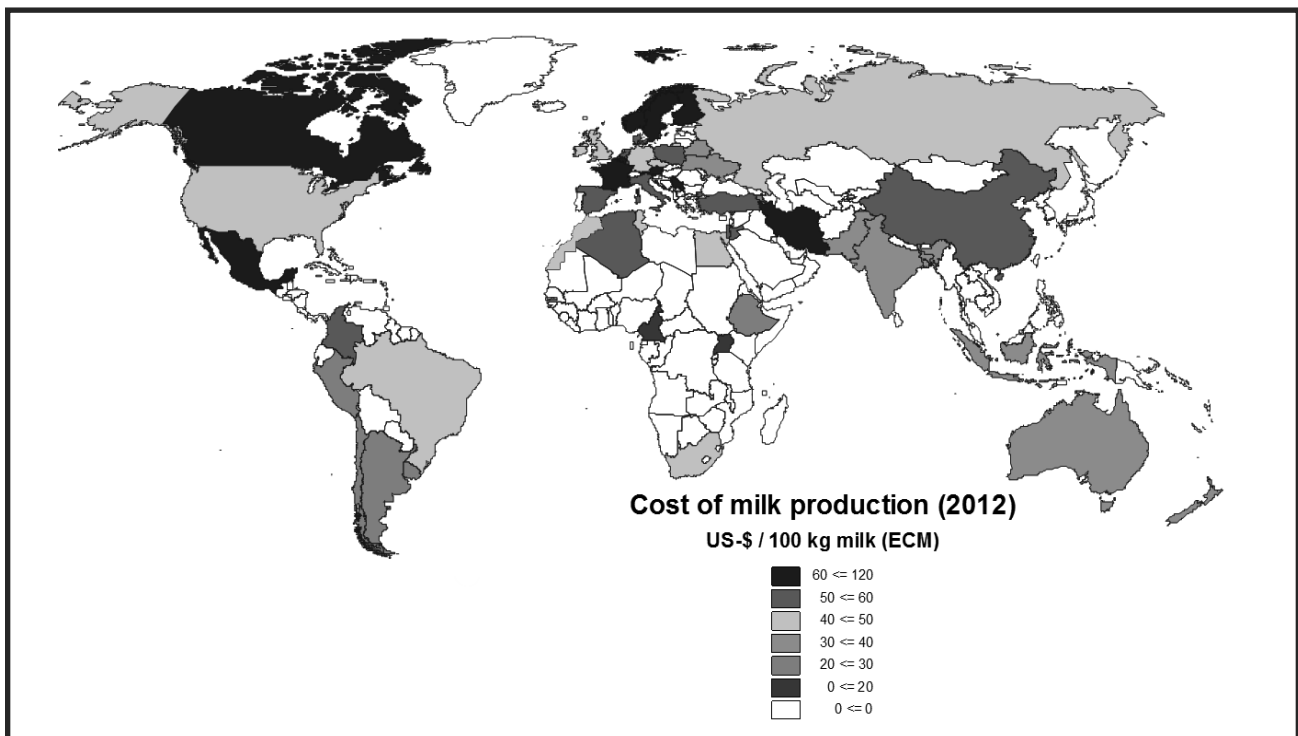 Cost of milk production (2012)
US-$ / 100 kg milk (ECM)
60 <= 120
50 <= 60
40 <= 50
30 <= 40
20 <= 30
0 <= 20
0 <= 0